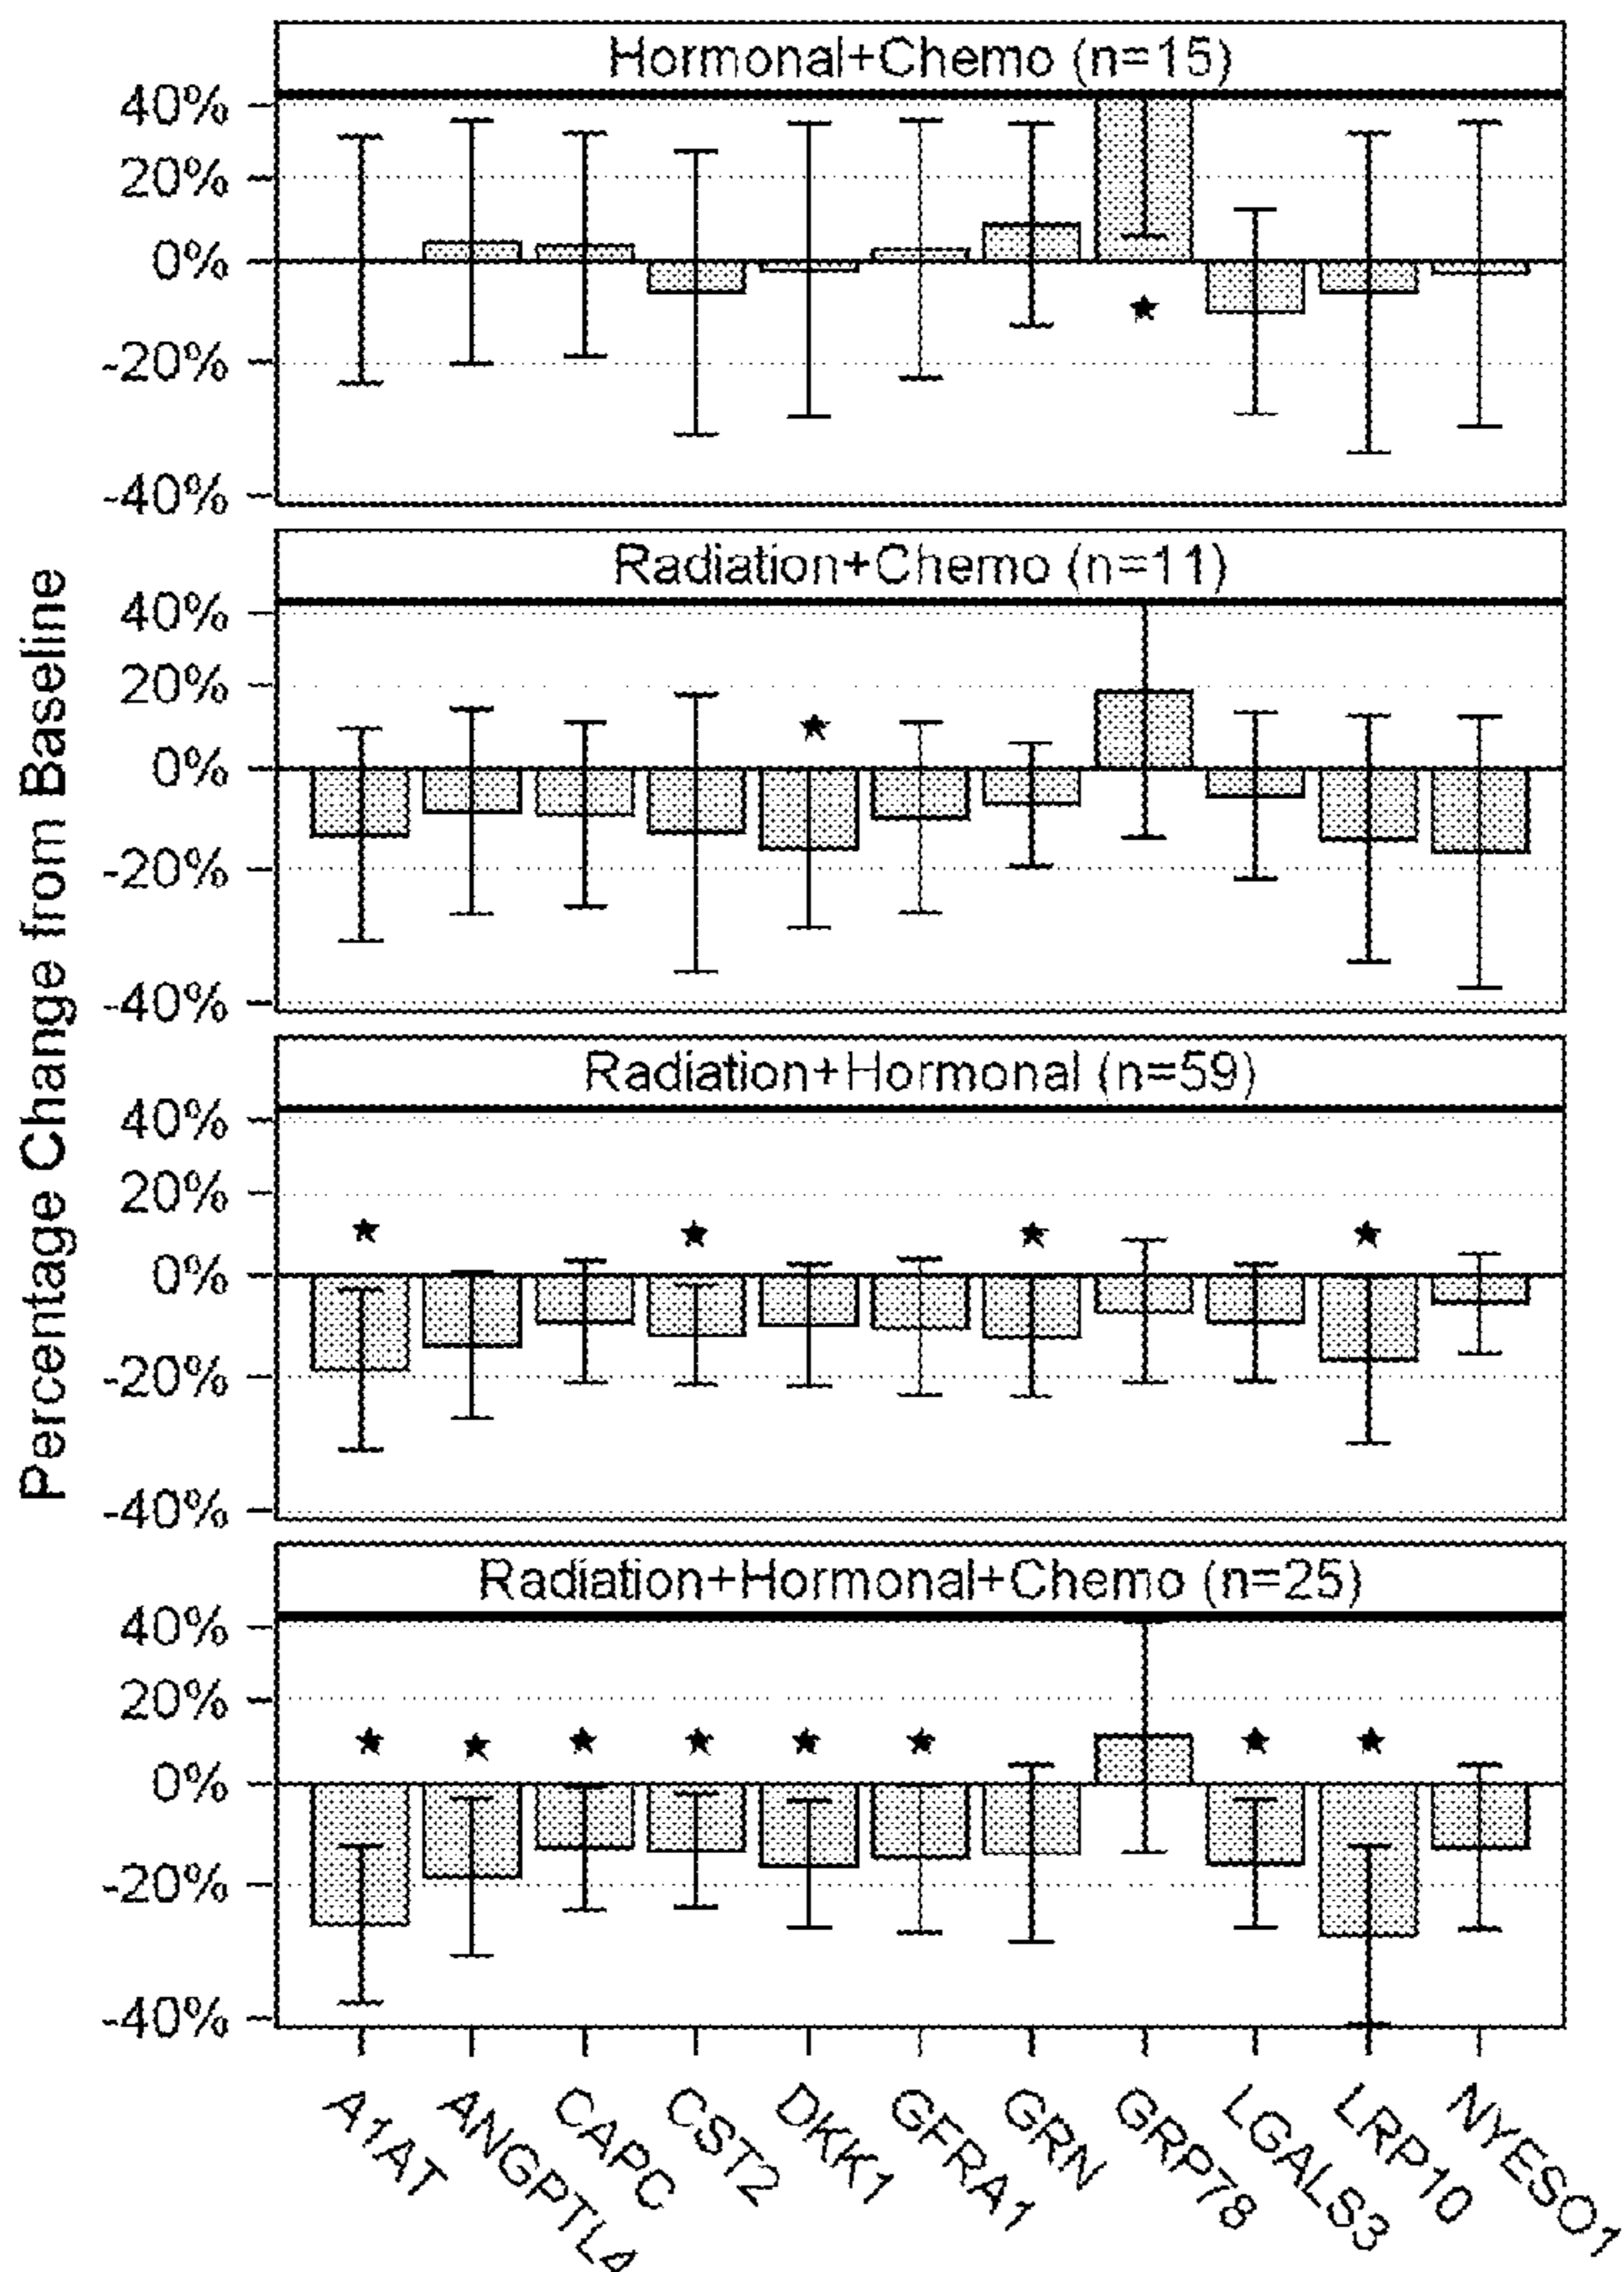 Hormonal+Chemo (n=15)
40%
20%
0%
-20%
-40%
Radiation+Chemo (n=11)
40%
20%
0%
-20%
-40%
Radiation+Hormonal (n=59)
40%
20%
0%
-20%
-40%
Radiation+Hormonal+Chemo (n=25)
40%
20%
0%
-20%
-40%
Percentage Change from Baseline
A1AT
ANGPTL4
CAPC
CST2
DKK1
GFRA1
GRN
GRP78
LGALS3
LRP10
NYESO1